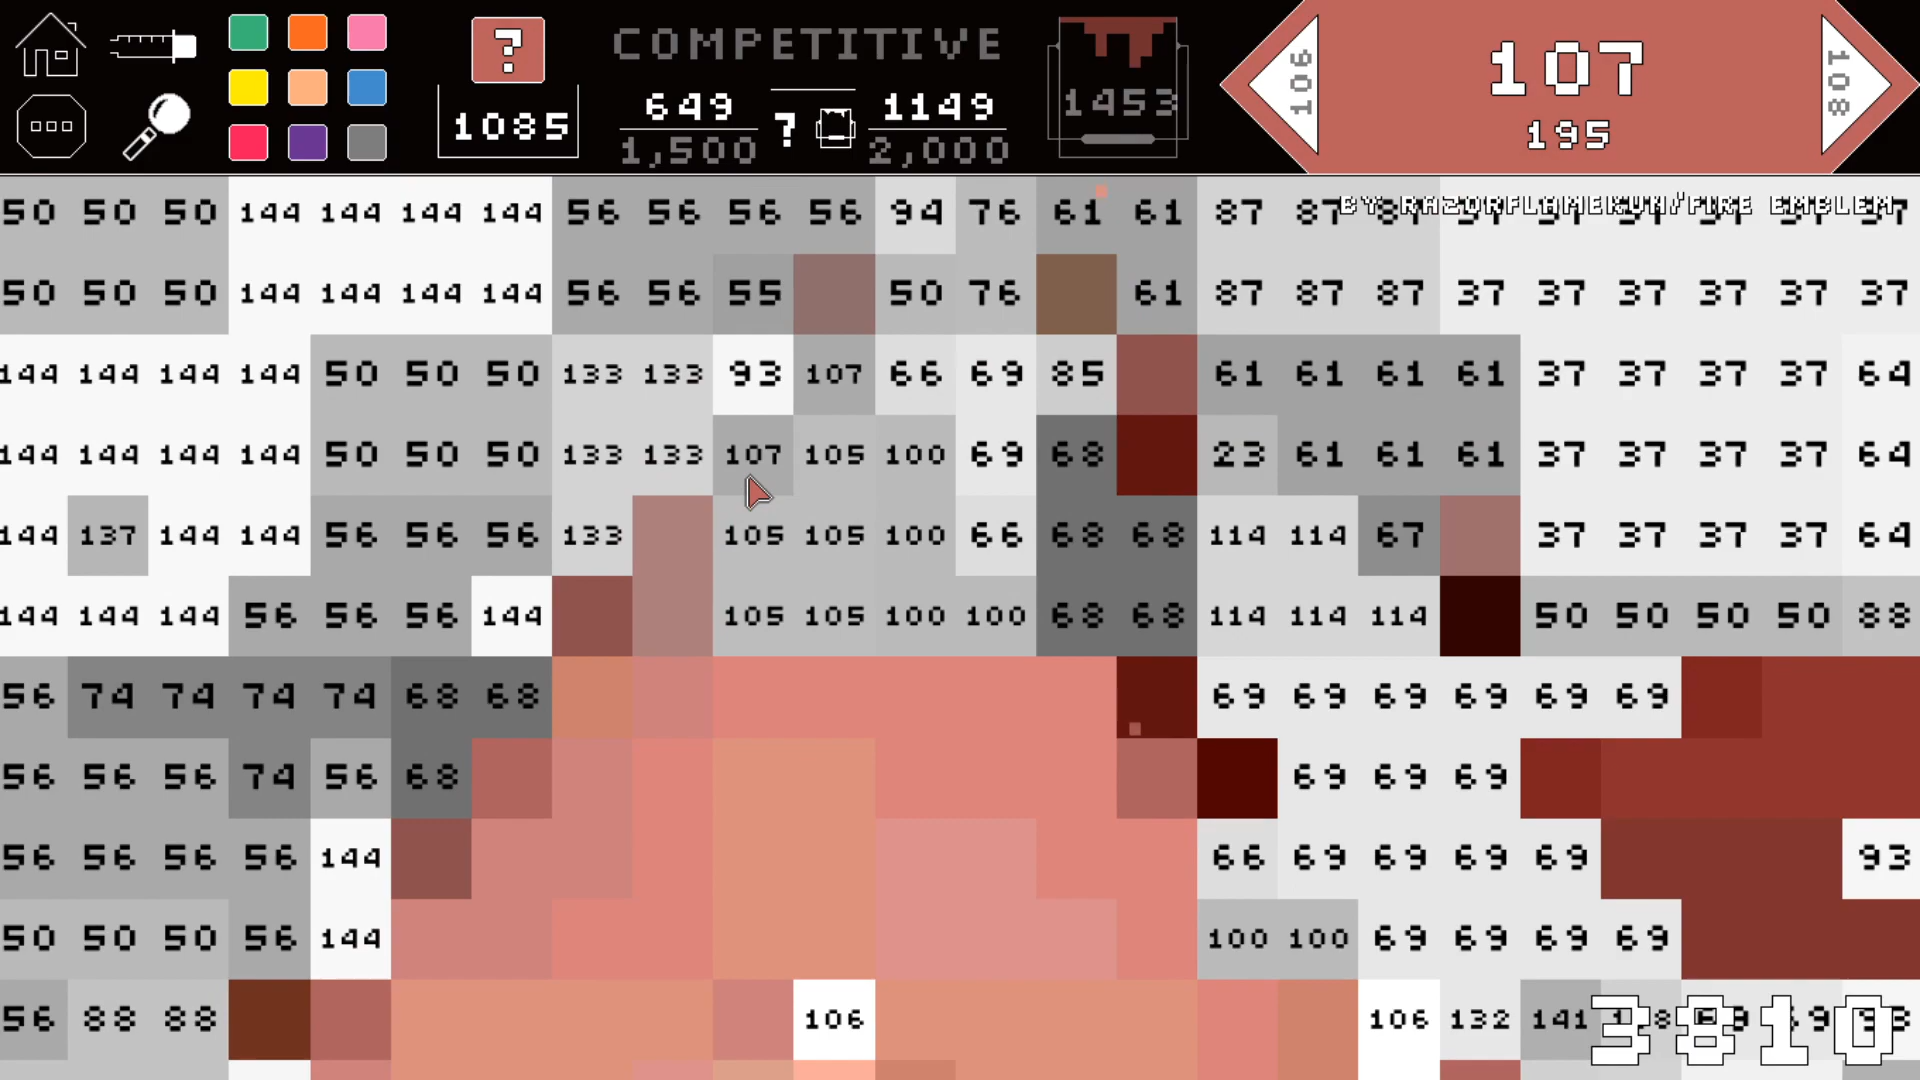 COMPETITIVE
? 649 1149 1453 106 107 108
1085 1,500 ? 2,000 195
BY RAZORFLAMEKUN/FIRE EMBLEM
50 50 50 144 144 144 144 56 56 56 56 94 76 61 61 87 87 87 37 37 37 37 37 37
50 50 50 144 144 144 144 56 56 55 50 76 61 87 87 87 37 37 37 37 37 37
144 144 144 144 50 50 50 133 133 93 107 66 69 85 61 61 61 61 37 37 37 37 64
144 144 144 144 50 50 50 133 133 107 105 100 69 68 23 61 61 61 37 37 37 37 64
144 137 144 144 56 56 56 133 105 105 100 66 68 68 114 114 67 37 37 37 37 64
144 144 144 56 56 56 144 105 105 100 100 68 68 114 114 114 50 50 50 50 88
56 74 74 74 74 68 68 69 69 69 69 69 69
56 56 56 74 56 68 69 69 69
56 56 56 56 144 66 69 69 69 69 93
50 50 50 56 144 100 100 69 69 69 69
56 88 88 106 106 132 141
3810